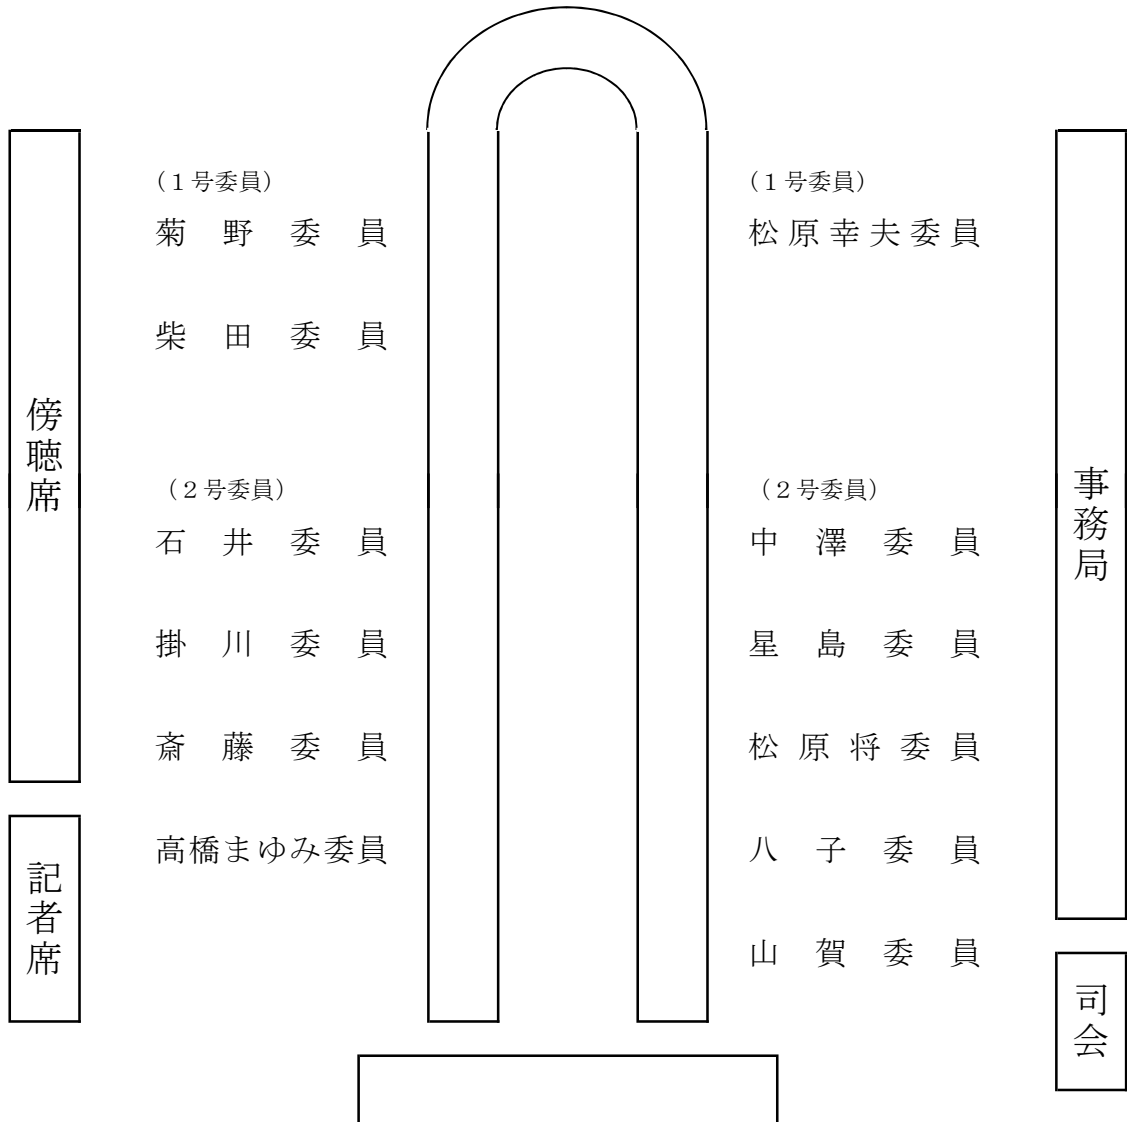 傍聴席
記者席
（１号委員）
菊野委員
柴田委員
（２号委員）
石井委員
掛川委員
斎藤委員
高橋まゆみ委員
（１号委員）
松原幸夫委員
（２号委員）
中澤委員
星島委員
松原将委員
八子委員
山賀委員
事務局
司会